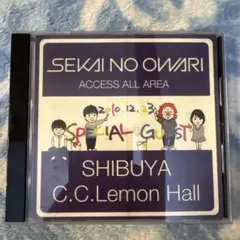 SEKAI NO OWARI
ACCESS ALL AREA
2010.12.23
SPECIAL GUEST
SHIBUYA
C.C.Lemon Hall